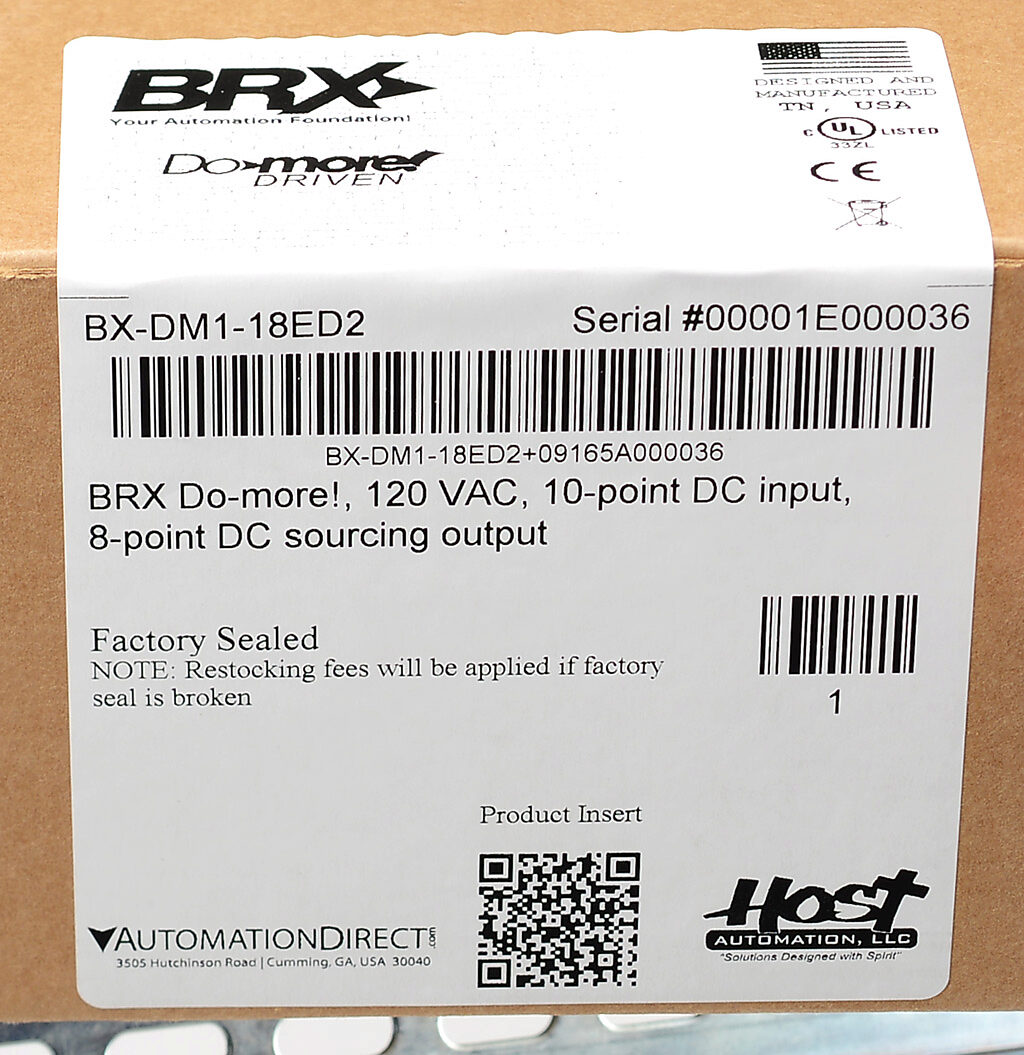 BRX
Your Automation Foundation!
Do-more!
DRIVEN
DESIGNED AND
MANUFACTURED
TN, USA
C UL LISTED
33ZL
CE
BX-DM1-18ED2
Serial #00001E000036
BX-DM1-18ED2+09165A000036
BRX Do-more!, 120 VAC, 10-point DC input,
8-point DC sourcing output
Factory Sealed
NOTE: Restocking fees will be applied if factory
seal is broken
1
Product Insert
AUTOMATIONDIRECT.com
3505 Hutchinson Road | Cumming, GA, USA 30040
HOST
AUTOMATION, LLC
"Solutions Designed with Spirit"